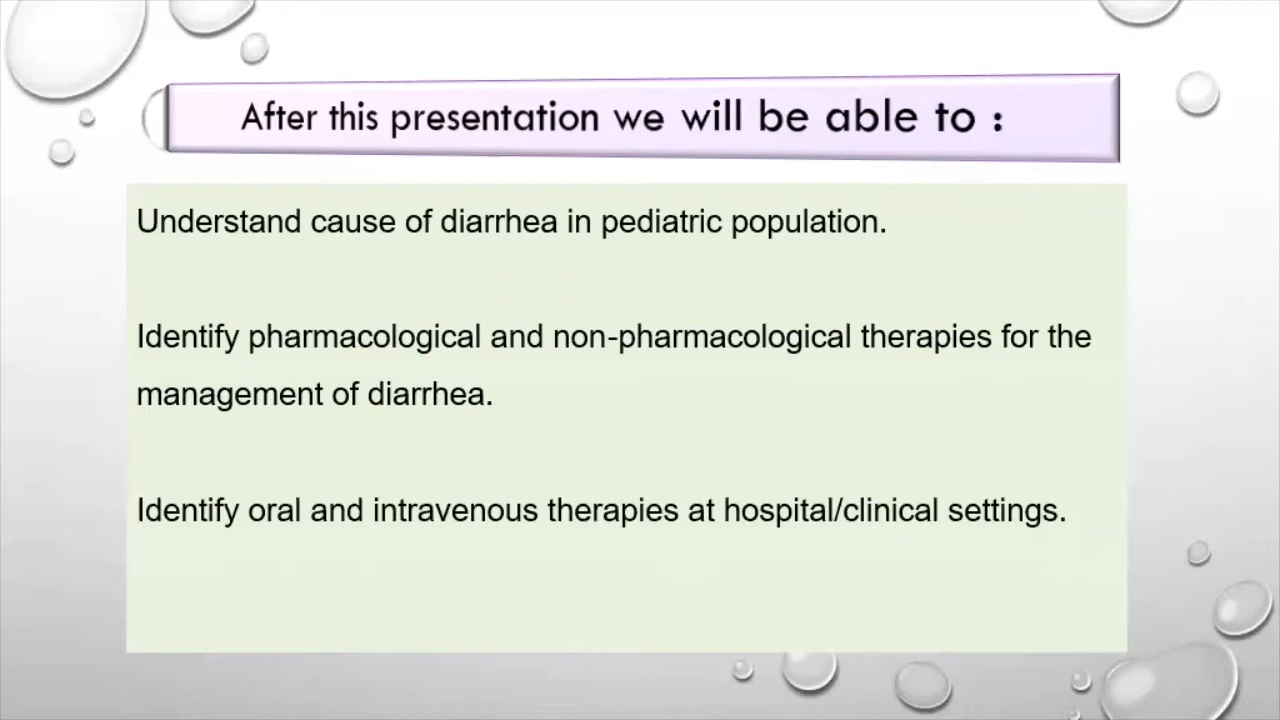 After this presentation we will be able to :
Understand cause of diarrhea in pediatric population.
Identify pharmacological and non-pharmacological therapies for the
management of diarrhea.
Identify oral and intravenous therapies at hospital/clinical settings.